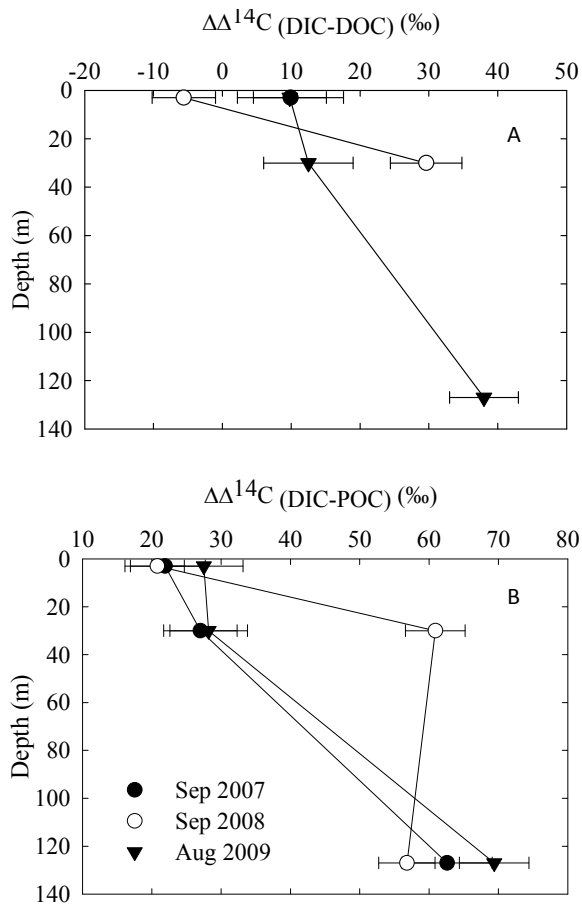 ΔΔ¹⁴C (DIC-DOC) (‰)
-20 -10 0 10 20 30 40 50
0
20
40
60
80
100
120
140
Depth (m)
A
ΔΔ¹⁴C (DIC-POC) (‰)
10 20 30 40 50 60 70 80
0
20
40
60
80
100
120
140
Depth (m)
B
Sep 2007
Sep 2008
Aug 2009